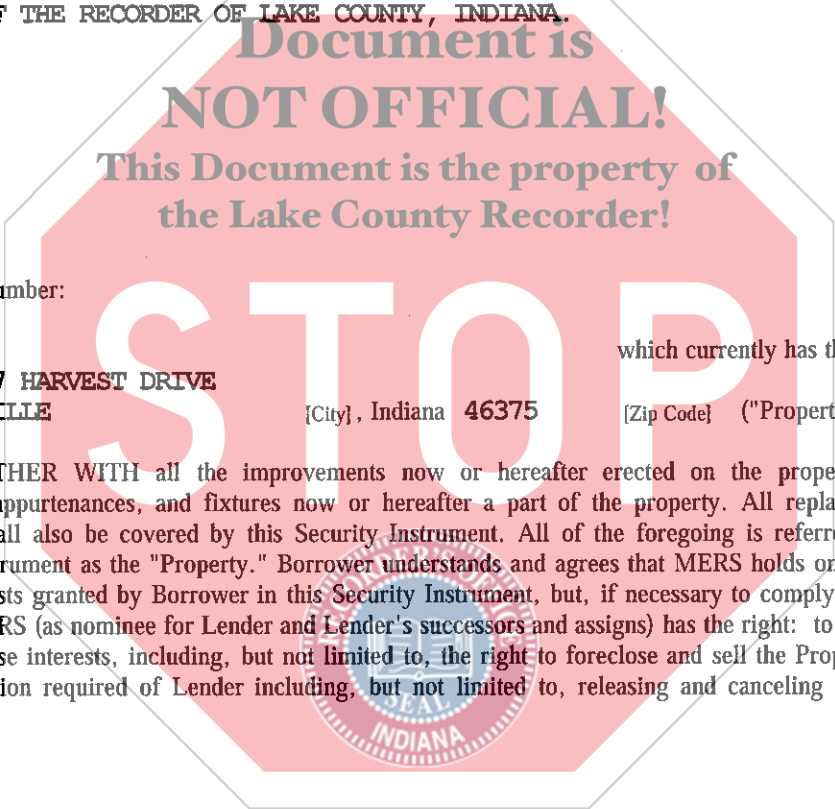 F THE RECORDER OF LAKE COUNTY, INDIANA.
Document is
NOT OFFICIAL!
This Document is the property of
the Lake County Recorder!
umber:
STOP
which currently has th
7 HARVEST DRIVE
ILLE [City], Indiana 46375 [Zip Code] ("Propert
THER WITH all the improvements now or hereafter erected on the prope
appurtenances, and fixtures now or hereafter a part of the property. All repla
all also be covered by this Security Instrument. All of the foregoing is referr
rument as the "Property." Borrower understands and agrees that MERS holds on
sts granted by Borrower in this Security Instrument, but, if necessary to comply
RS (as nominee for Lender and Lender's successors and assigns) has the right: to
se interests, including, but not limited to, the right to foreclose and sell the Prop
ion required of Lender including, but not limited to, releasing and canceling
RECORDER'S OFFICE
SEAL
INDIANA